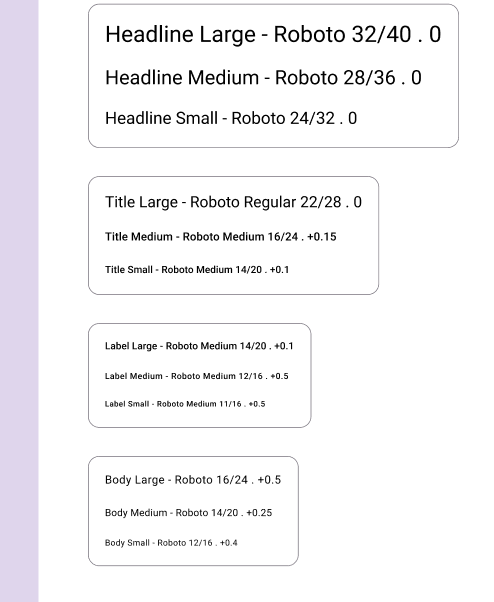 Headline Large - Roboto 32/40 . 0
Headline Medium - Roboto 28/36 . 0
Headline Small - Roboto 24/32 . 0
Title Large - Roboto Regular 22/28 . 0
Title Medium - Roboto Medium 16/24 . +0.15
Title Small - Roboto Medium 14/20 . +0.1
Label Large - Roboto Medium 14/20 . +0.1
Label Medium - Roboto Medium 12/16 . +0.5
Label Small - Roboto Medium 11/16 . +0.5
Body Large - Roboto 16/24 . +0.5
Body Medium - Roboto 14/20 . +0.25
Body Small - Roboto 12/16 . +0.4